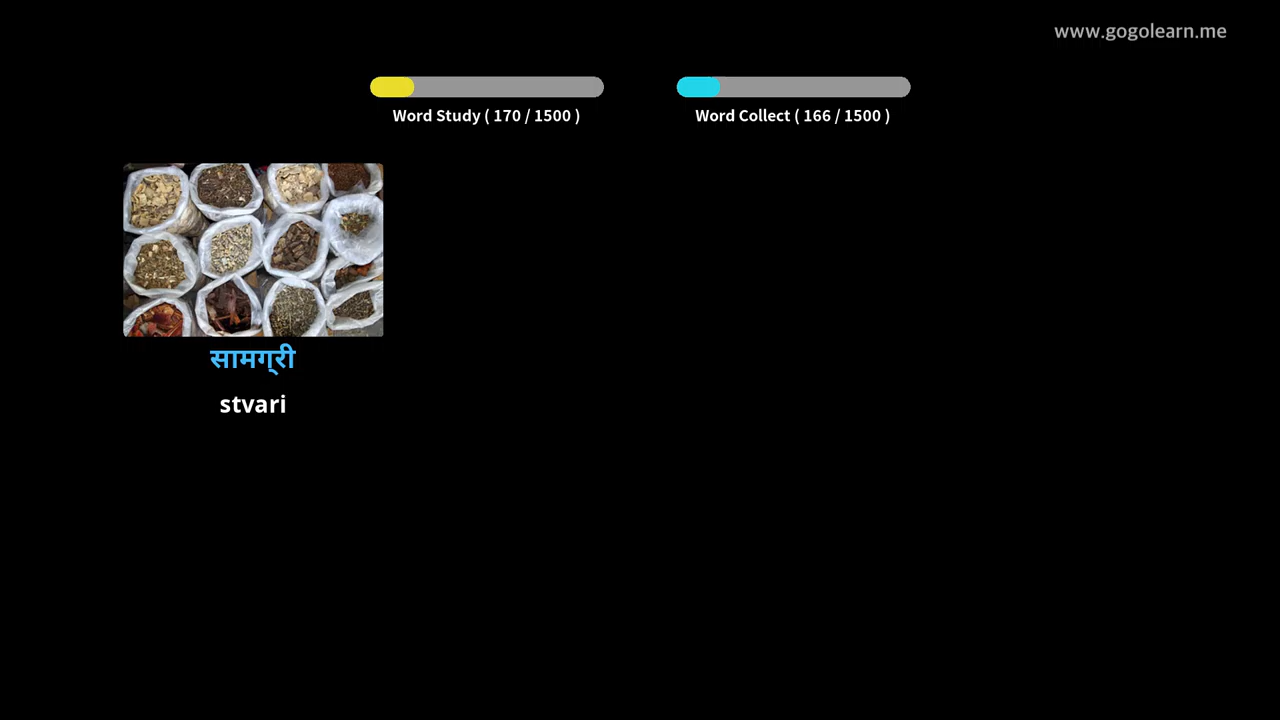 www.gogolearn.me
Word Study ( 170 / 1500 )
Word Collect ( 166 / 1500 )
सामग्री
stvari